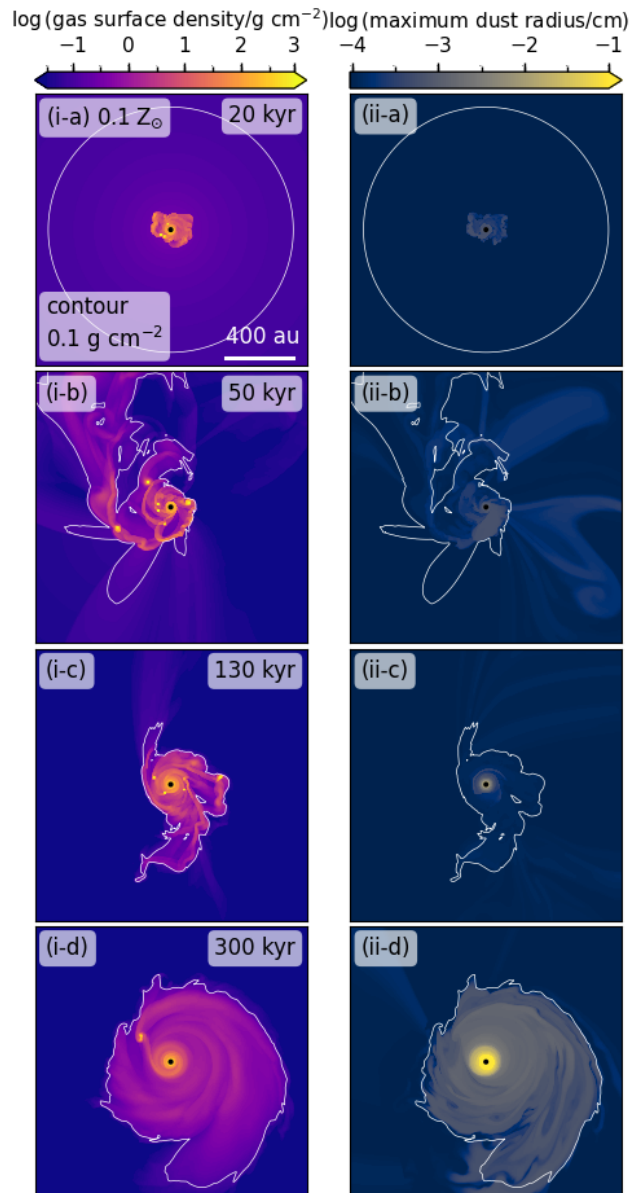 log(gas surface density/g cm⁻²)
log(maximum dust radius/cm)
−1 0 1 2 3
−4 −3 −2 −1
(i-a) 0.1 Z⊙
20 kyr
(ii-a)
contour
0.1 g cm⁻²
400 au
(i-b)
50 kyr
(ii-b)
(i-c)
130 kyr
(ii-c)
(i-d)
300 kyr
(ii-d)